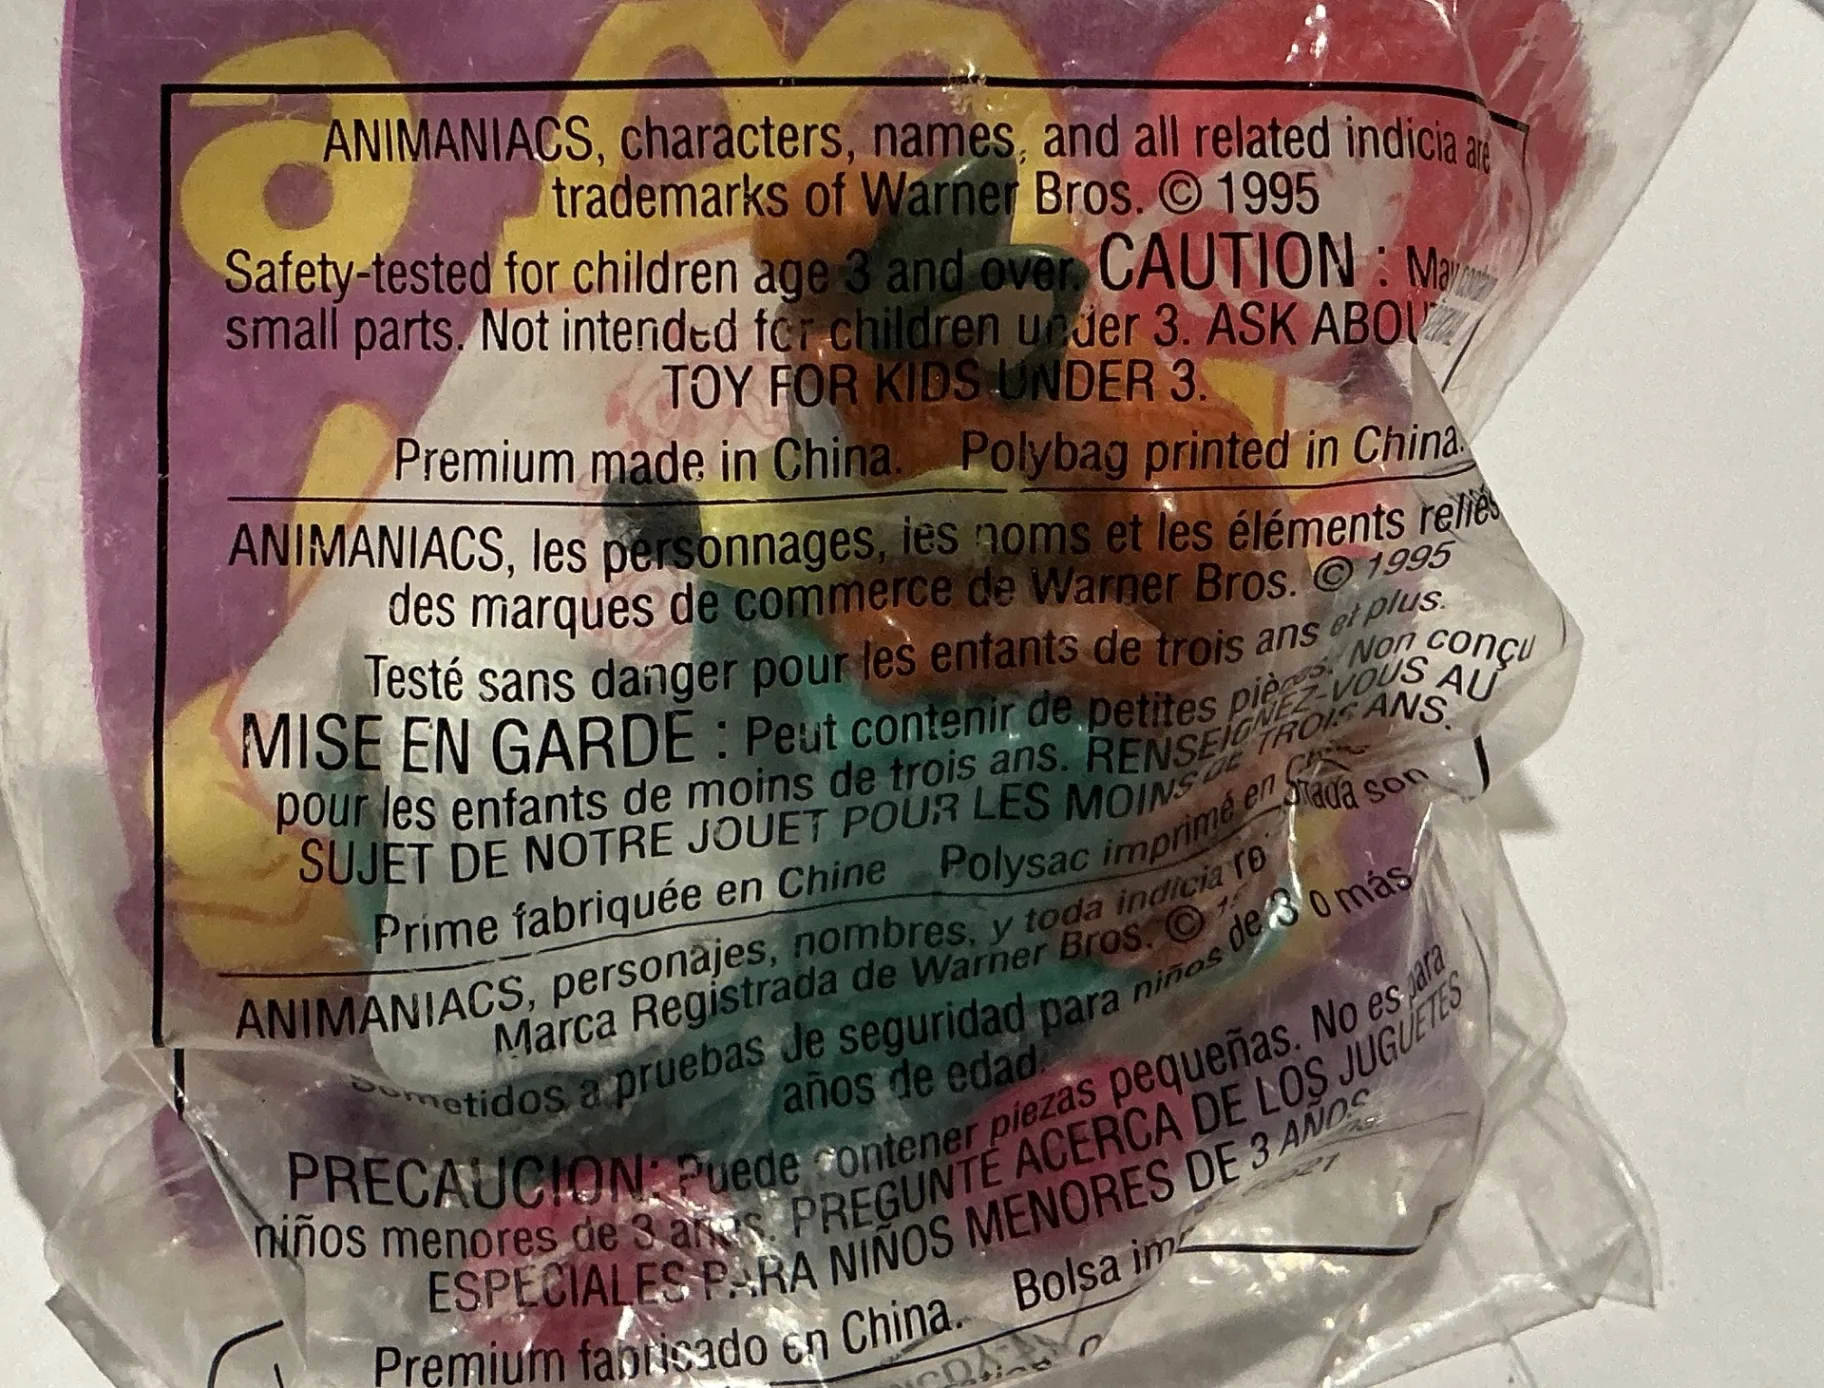 ANIMANIACS, characters, names, and all related indicia are
trademarks of Warner Bros. © 1995
Safety-tested for children age 3 and over. CAUTION : May contain
small parts. Not intended for children under 3. ASK ABOU
TOY FOR KIDS UNDER 3.
Premium made in China. Polybag printed in China.
ANIMANIACS, les personnages, les noms et les éléments reliés
des marques de commerce de Warner Bros. © 1995
Testé sans danger pour les enfants de trois ans et plus.
MISE EN GARDE : Peut contenir de petites pièces. Non conçu
pour les enfants de moins de trois ans. RENSEIGNEZ-VOUS AU
SUJET DE NOTRE JOUET POUR LES MOINS DE TROIS ANS.
Prime fabriquée en Chine Polysac imprimé en
ANIMANIACS, personajes, nombres, y toda indicia son
Marca Registrada de Warner Bros. ©
Sometidos a pruebas de seguridad para niños de 3 o más
años de edad.
PRECAUCION: Puede contener piezas pequeñas. No es para
niños menores de 3 años. PREGUNTE ACERCA DE LOS JUGUETES
ESPECIALES PARA NIÑOS MENORES DE 3 AÑOS
Premium fabricado en China. Bolsa